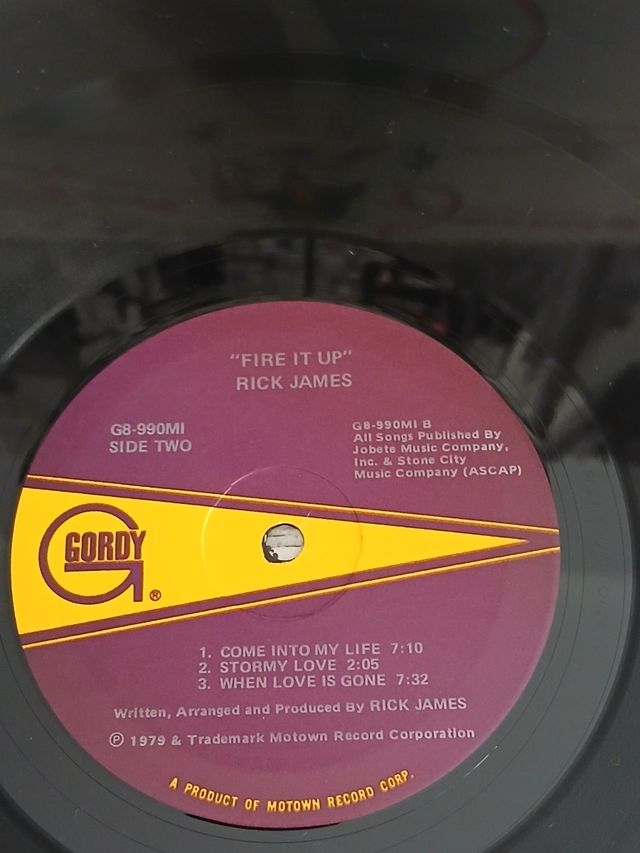 "FIRE IT UP"
RICK JAMES
G8-990MI
SIDE TWO
G8-990MI B
All Songs Published By
Jobete Music Company,
Inc. & Stone City
Music Company (ASCAP)
GORDY
G
®
1. COME INTO MY LIFE 7:10
2. STORMY LOVE 2:05
3. WHEN LOVE IS GONE 7:32
Written, Arranged and Produced By RICK JAMES
℗ 1979 & Trademark Motown Record Corporation
A PRODUCT OF MOTOWN RECORD CORP.